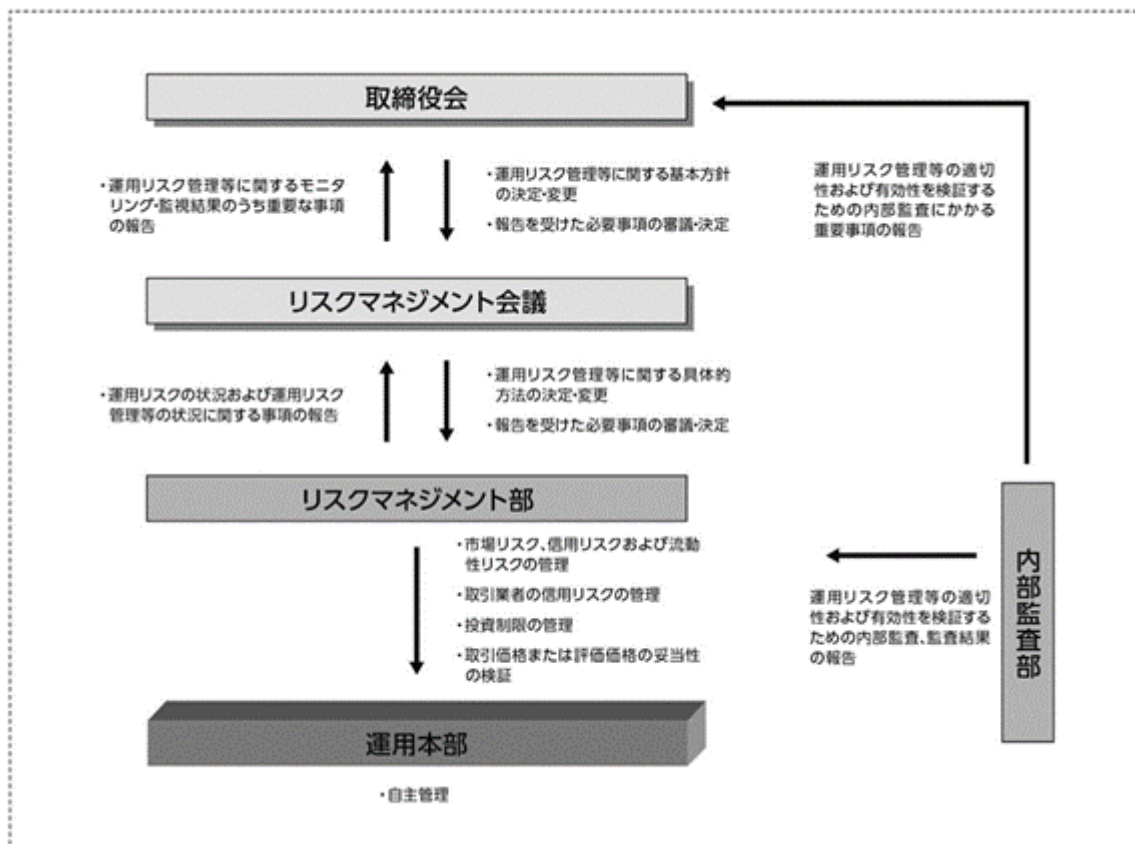 取締役会
・運用リスク管理等に関するモニタ
リング・監視結果のうち重要な事項
の報告
・運用リスク管理等に関する基本方針
の決定・変更
・報告を受けた必要事項の審議・決定
運用リスク管理等の適切
性および有効性を検証する
ための内部監査にかかる
重要事項の報告
リスクマネジメント会議
・運用リスクの状況および運用リスク
管理等の状況に関する事項の報告
・運用リスク管理等に関する具体的
方法の決定・変更
・報告を受けた必要事項の審議・決定
リスクマネジメント部
・市場リスク、信用リスクおよび流動
性リスクの管理
・取引業者の信用リスクの管理
・投資制限の管理
・取引価格または評価価格の妥当性
の検証
運用リスク管理等の適切
性および有効性を検証する
ための内部監査、監査結果
の報告
内部監査部
運用本部
・自主管理